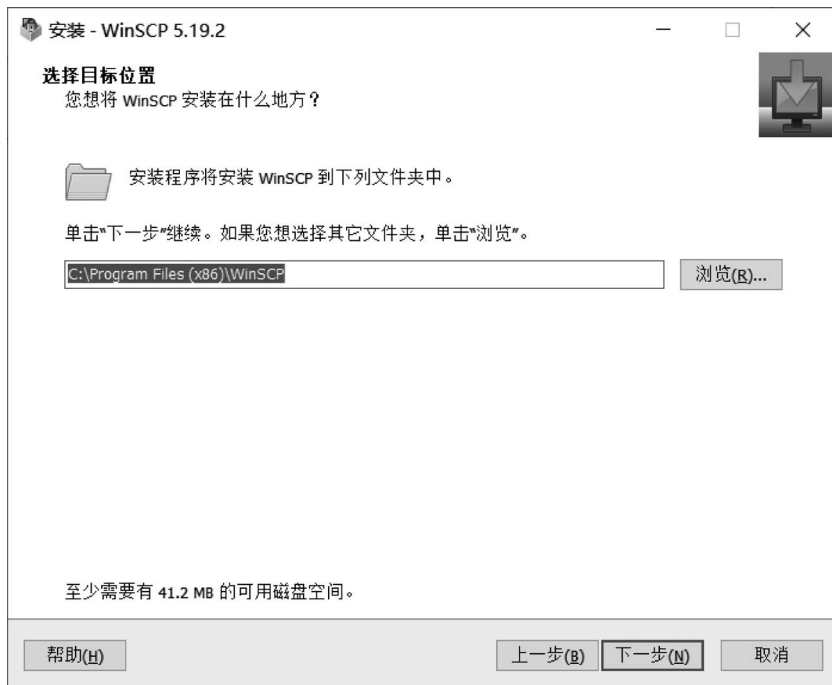 安装 - WinSCP 5.19.2
选择目标位置
您想将 WinSCP 安装在什么地方？
安装程序将安装 WinSCP 到下列文件夹中。
单击“下一步”继续。如果您想选择其它文件夹，单击“浏览”。
C:\Program Files (x86)\WinSCP
浏览(R)...
至少需要有 41.2 MB 的可用磁盘空间。
帮助(H) 上一步(B) 下一步(N) 取消